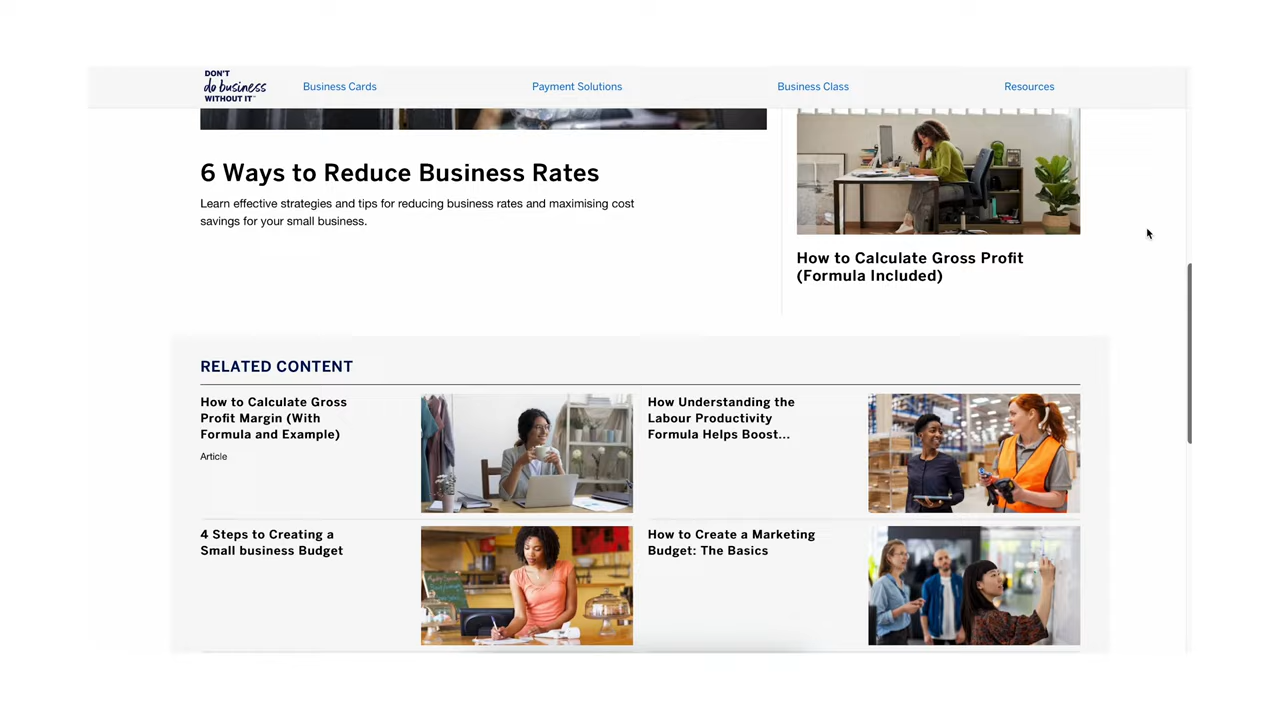 DON'T
do business
WITHOUT IT™
Business Cards
Payment Solutions
Business Class
Resources
6 Ways to Reduce Business Rates
Learn effective strategies and tips for reducing business rates and maximising cost
savings for your small business.
How to Calculate Gross Profit
(Formula Included)
RELATED CONTENT
How to Calculate Gross
Profit Margin (With
Formula and Example)
Article
How Understanding the
Labour Productivity
Formula Helps Boost...
4 Steps to Creating a
Small business Budget
How to Create a Marketing
Budget: The Basics